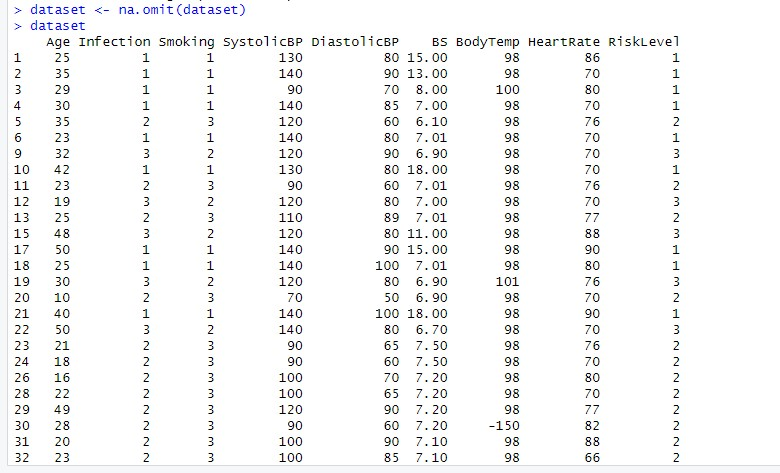 > dataset <- na.omit(dataset)
> dataset
Age Infection Smoking SystolicBP DiastolicBP BS BodyTemp HeartRate RiskLevel
1 25 1 1 130 80 15.00 98 86 1
2 35 1 1 140 90 13.00 98 70 1
3 29 1 1 90 70 8.00 100 80 1
4 30 1 1 140 85 7.00 98 70 1
5 35 2 3 120 60 6.10 98 76 2
6 23 1 1 140 80 7.01 98 70 1
9 32 3 2 120 90 6.90 98 70 3
10 42 1 1 130 80 18.00 98 70 1
11 23 2 3 90 60 7.01 98 76 2
12 19 3 2 120 80 7.00 98 70 3
13 25 2 3 110 89 7.01 98 77 2
15 48 3 2 120 80 11.00 98 88 3
17 50 1 1 140 90 15.00 98 90 1
18 25 1 1 140 100 7.01 98 80 1
19 30 3 2 120 80 6.90 101 76 3
20 10 2 3 70 50 6.90 98 70 2
21 40 1 1 140 100 18.00 98 90 1
22 50 3 2 140 80 6.70 98 70 3
23 21 2 3 90 65 7.50 98 76 2
24 18 2 3 90 60 7.50 98 70 2
26 16 2 3 100 70 7.20 98 80 2
28 22 2 3 100 65 7.20 98 70 2
29 49 2 3 120 90 7.20 98 77 2
30 28 2 3 90 60 7.20 -150 82 2
31 20 2 3 100 90 7.10 98 88 2
32 23 2 3 100 85 7.10 98 66 2